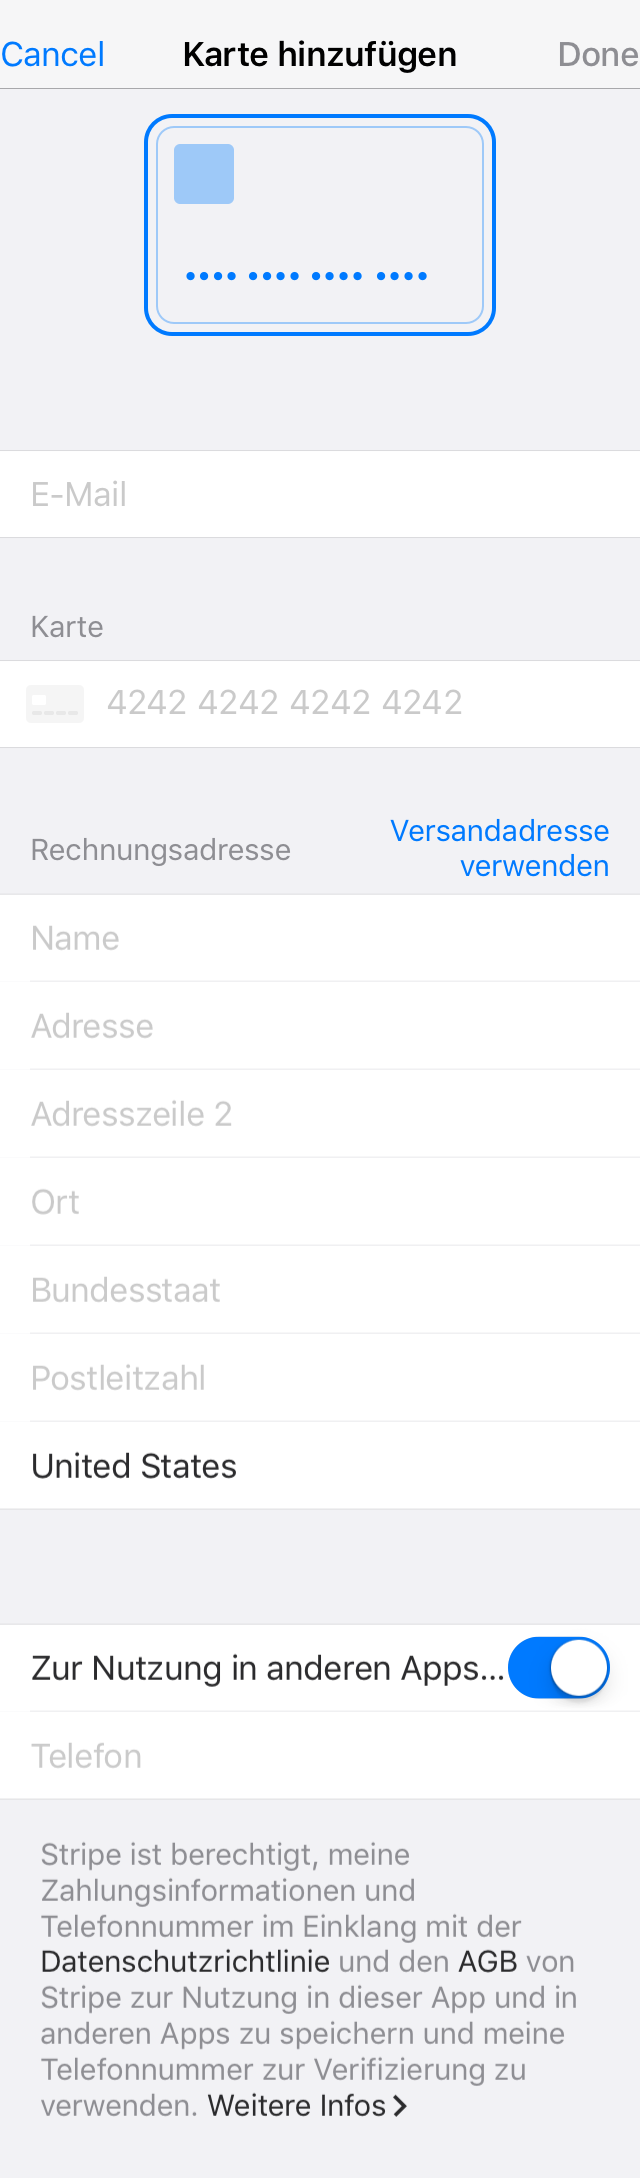 Cancel Karte hinzufügen Done
•••• •••• •••• ••••
E-Mail
Karte
4242 4242 4242 4242
Rechnungsadresse
Versandadresse
verwenden
Name
Adresse
Adresszeile 2
Ort
Bundesstaat
Postleitzahl
United States
Zur Nutzung in anderen Apps...
Telefon
Stripe ist berechtigt, meine
Zahlungsinformationen und
Telefonnummer im Einklang mit der
Datenschutzrichtlinie und den AGB von
Stripe zur Nutzung in dieser App und in
anderen Apps zu speichern und meine
Telefonnummer zur Verifizierung zu
verwenden. Weitere Infos >